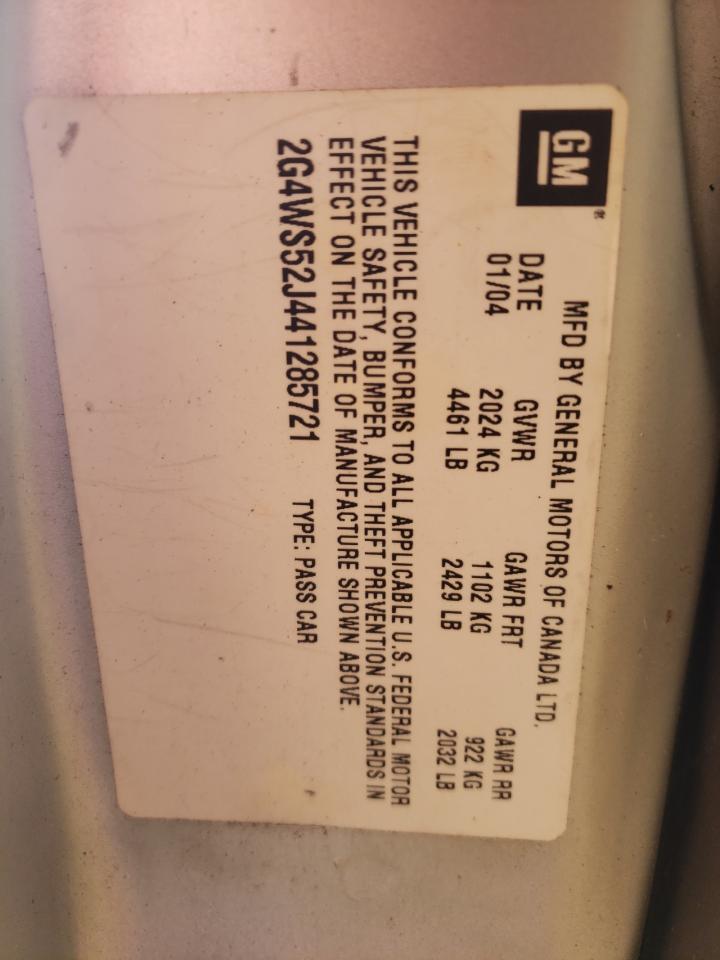 GM®
MFD BY GENERAL MOTORS OF CANADA LTD.
DATE GVWR GAWR FRT GAWR RR
01/04 2024 KG 1102 KG 922 KG
4461 LB 2429 LB 2032 LB
THIS VEHICLE CONFORMS TO ALL APPLICABLE U.S. FEDERAL MOTOR
VEHICLE SAFETY, BUMPER, AND THEFT PREVENTION STANDARDS IN
EFFECT ON THE DATE OF MANUFACTURE SHOWN ABOVE.
2G4WS52J441285721 TYPE: PASS CAR